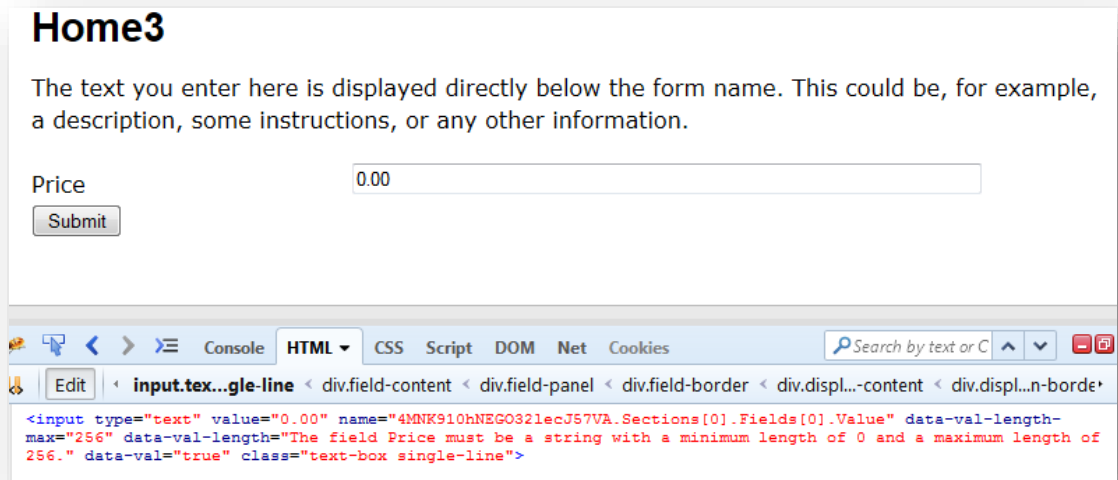 Home3
The text you enter here is displayed directly below the form name. This could be, for example,
a description, some instructions, or any other information.
Price 0.00
Submit
Console HTML CSS Script DOM Net Cookies Search by text or C
Edit input.tex...gle-line < div.field-content < div.field-panel < div.field-border < div.displ...-content < div.displ...n-borde
<input type="text" value="0.00" name="4MNK910hNEGO32lecJ57VA.Sections[0].Fields[0].Value" data-val-length-
max="256" data-val-length="The field Price must be a string with a minimum length of 0 and a maximum length of
256." data-val="true" class="text-box single-line">